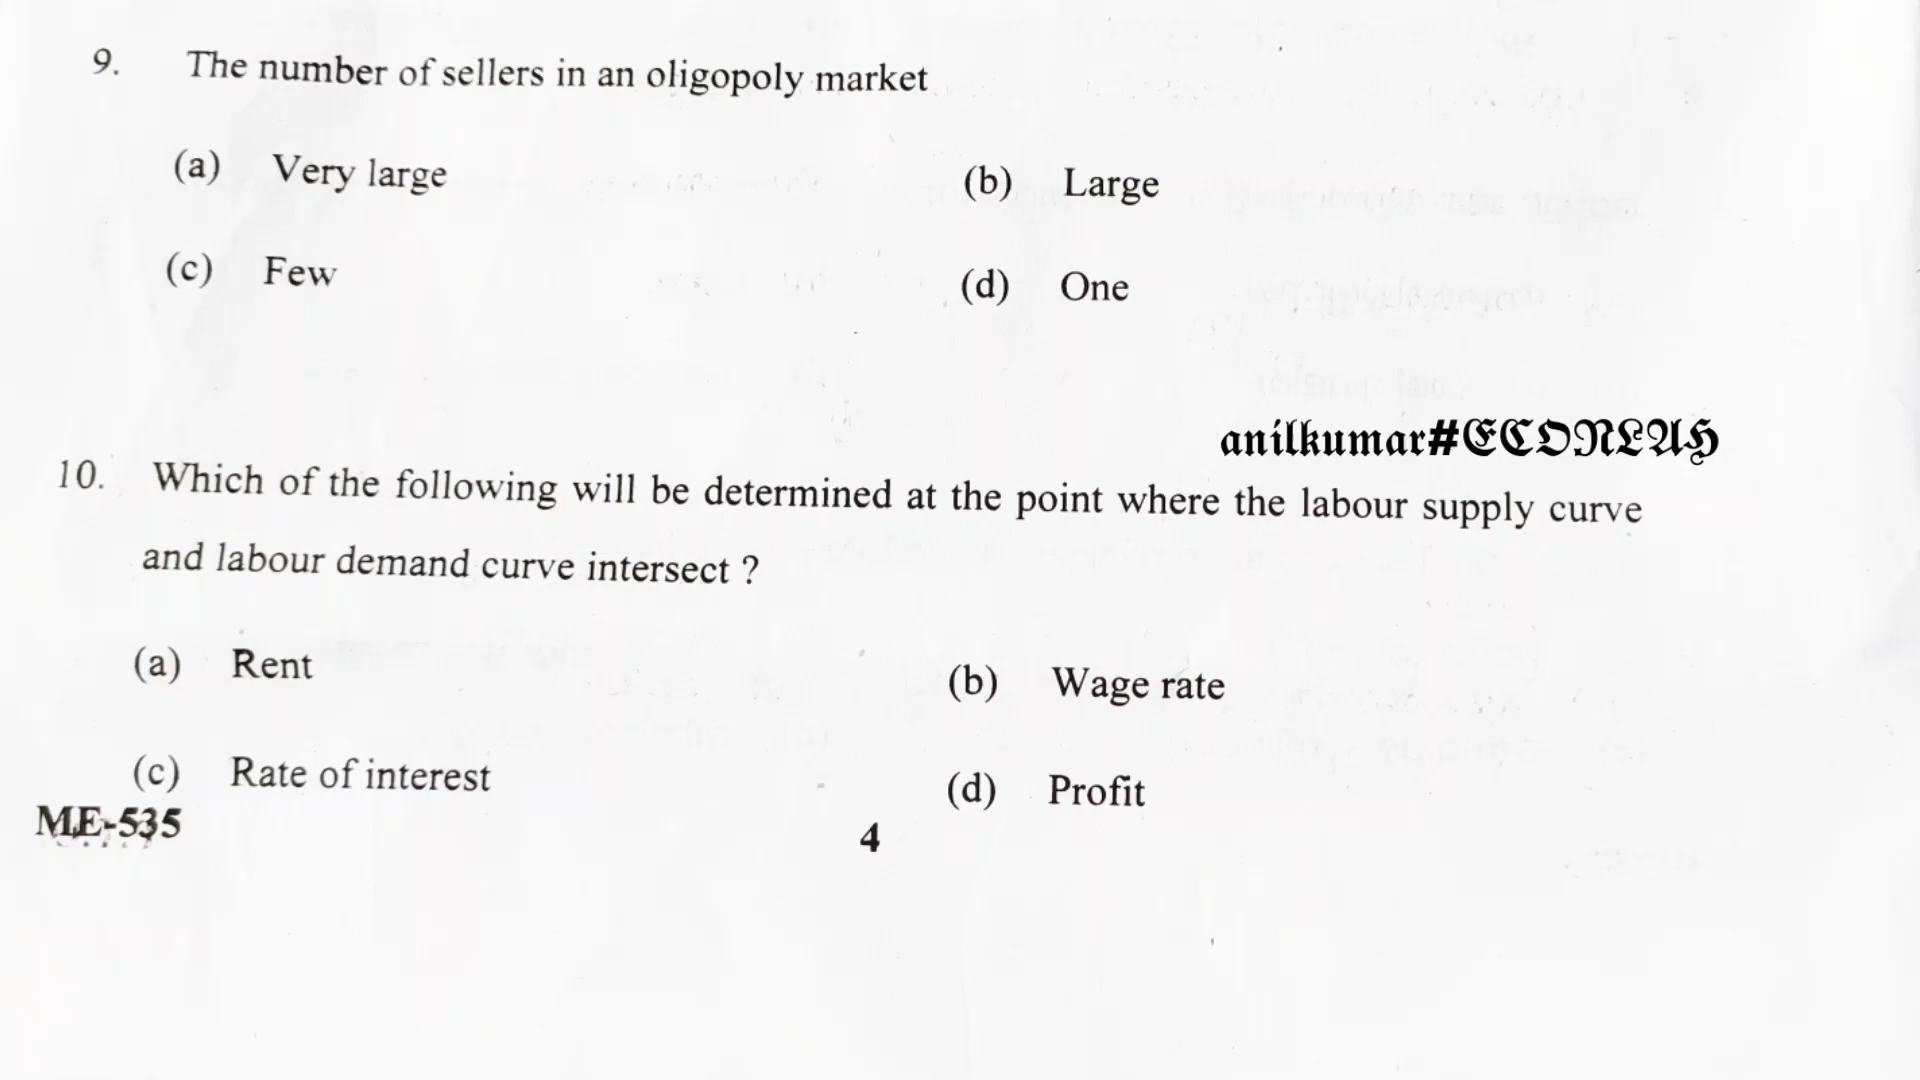 9. The number of sellers in an oligopoly market
(a) Very large (b) Large
(c) Few (d) One
anilkumar#ECONLAB
10. Which of the following will be determined at the point where the labour supply curve
and labour demand curve intersect ?
(a) Rent (b) Wage rate
(c) Rate of interest (d) Profit
ME-535 4